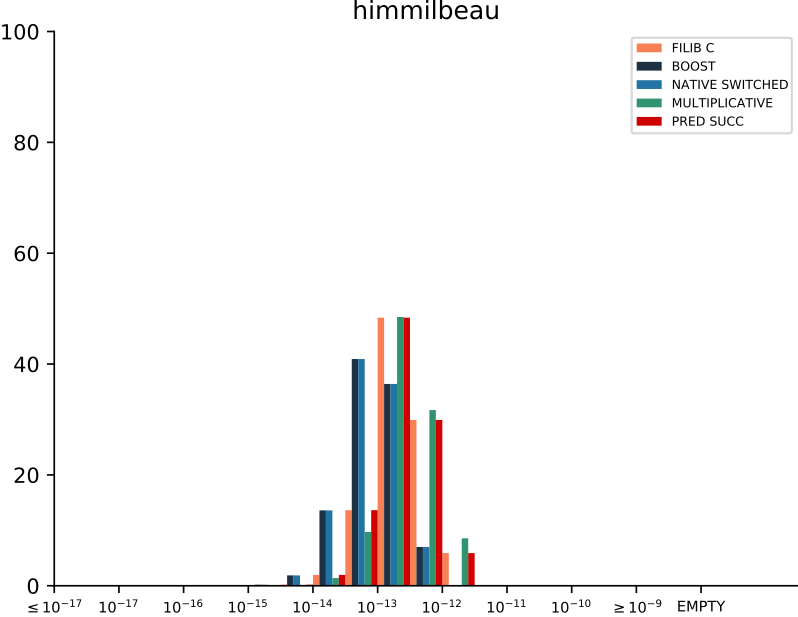 himmilbeau
100
80
60
40
20
0
FILIB C
BOOST
NATIVE SWITCHED
MULTIPLICATIVE
PRED SUCC
≤10⁻¹⁷ 10⁻¹⁷ 10⁻¹⁶ 10⁻¹⁵ 10⁻¹⁴ 10⁻¹³ 10⁻¹² 10⁻¹¹ 10⁻¹⁰ ≥10⁻⁹ EMPTY